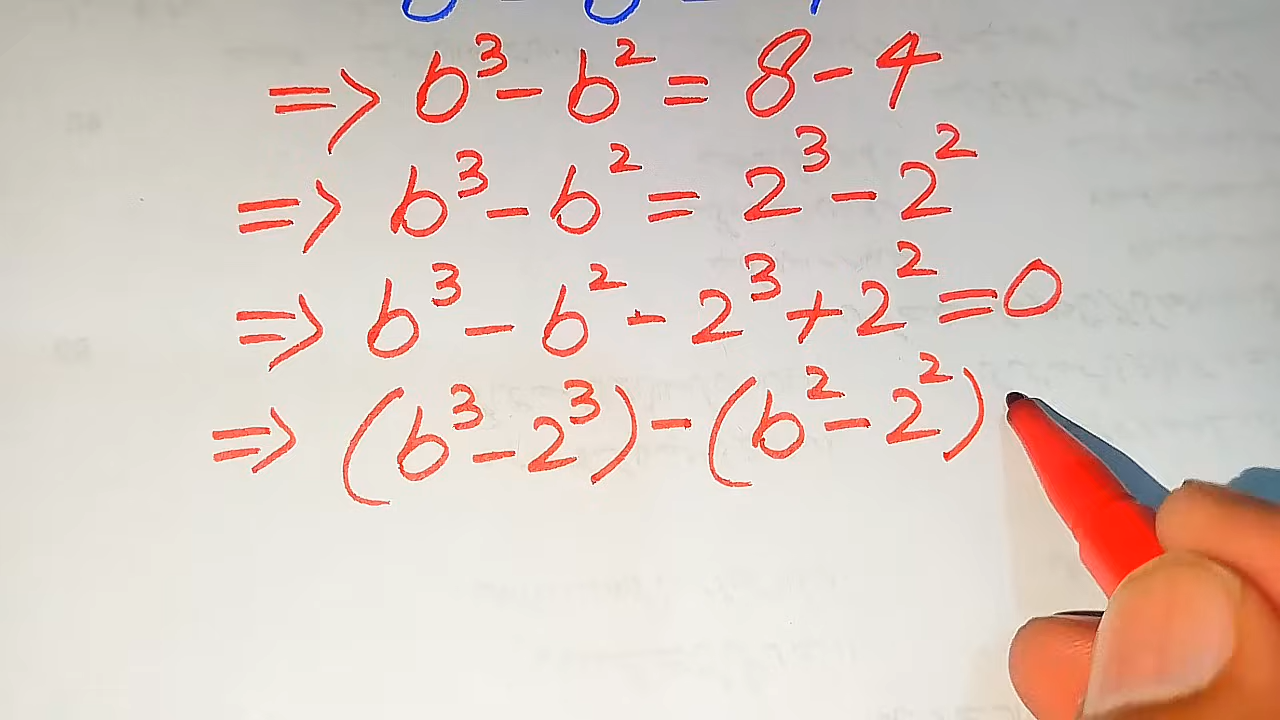 => b³ - b² = 8 - 4
=> b³ - b² = 2³ - 2²
=> b³ - b² - 2³ + 2² = 0
=> (b³ - 2³) - (b² - 2²)